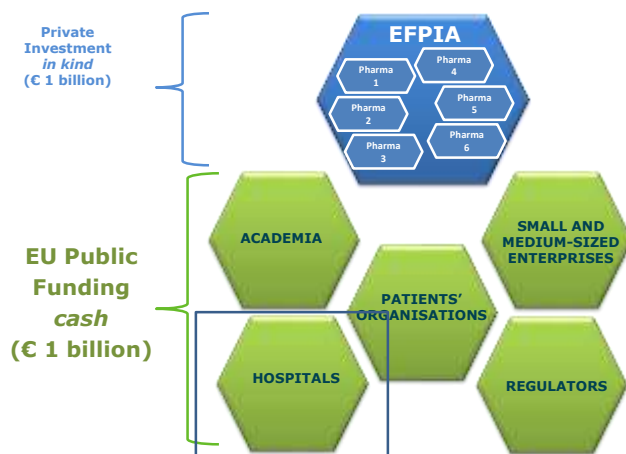 Private
Investment
in kind
(€ 1 billion)
EFPIA
Pharma
1
Pharma
4
Pharma
2
Pharma
5
Pharma
3
Pharma
6
EU Public
Funding
cash
(€ 1 billion)
ACADEMIA
SMALL AND
MEDIUM-SIZED
ENTERPRISES
PATIENTS’
ORGANISATIONS
HOSPITALS
REGULATORS